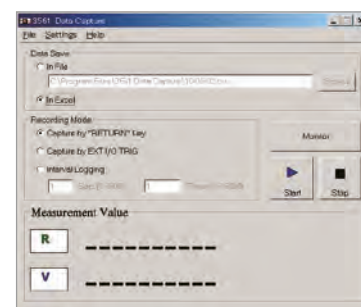 3561 Data Capture
File Settings Help
Data Save
In File
In Excel
Recording Mode
Capture by "RETURN" key
Capture by EXT I/O TRIG
Interval Logging
Monitor
Start
Stop
Measurement Value
R
V